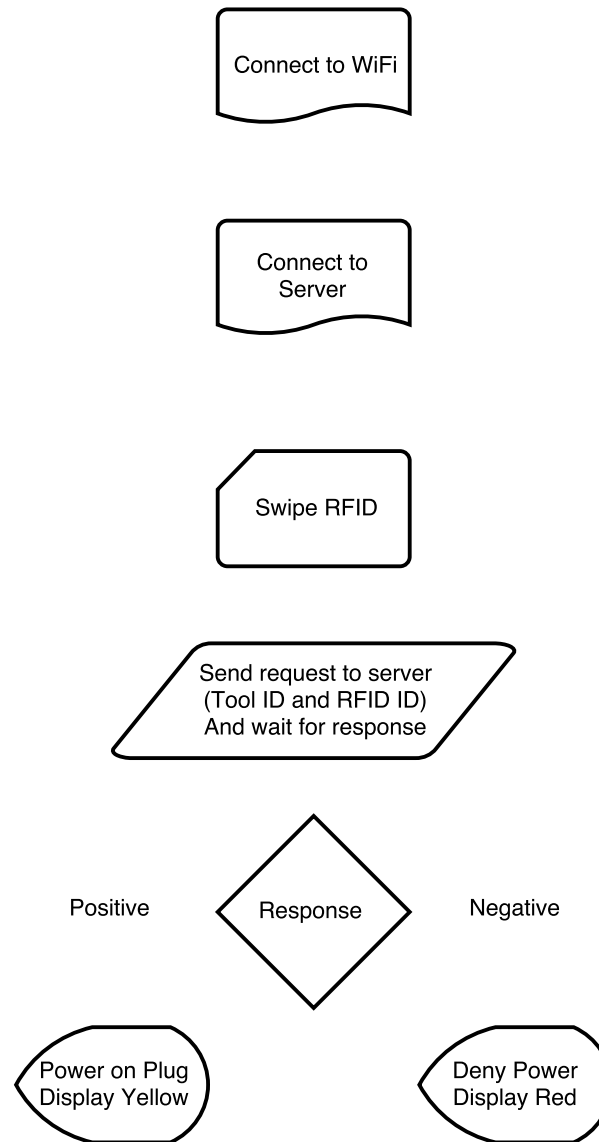 Connect to WiFi
Connect to
Server
Swipe RFID
Send request to server
(Tool ID and RFID ID)
And wait for response
Positive
Response
Negative
Power on Plug
Display Yellow
Deny Power
Display Red